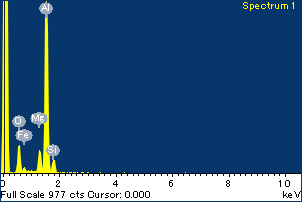 Spectrum 1
Al
O
Fe
Mg
Si
0 2 4 6 8 10
Full Scale 977 cts Cursor: 0.000 keV